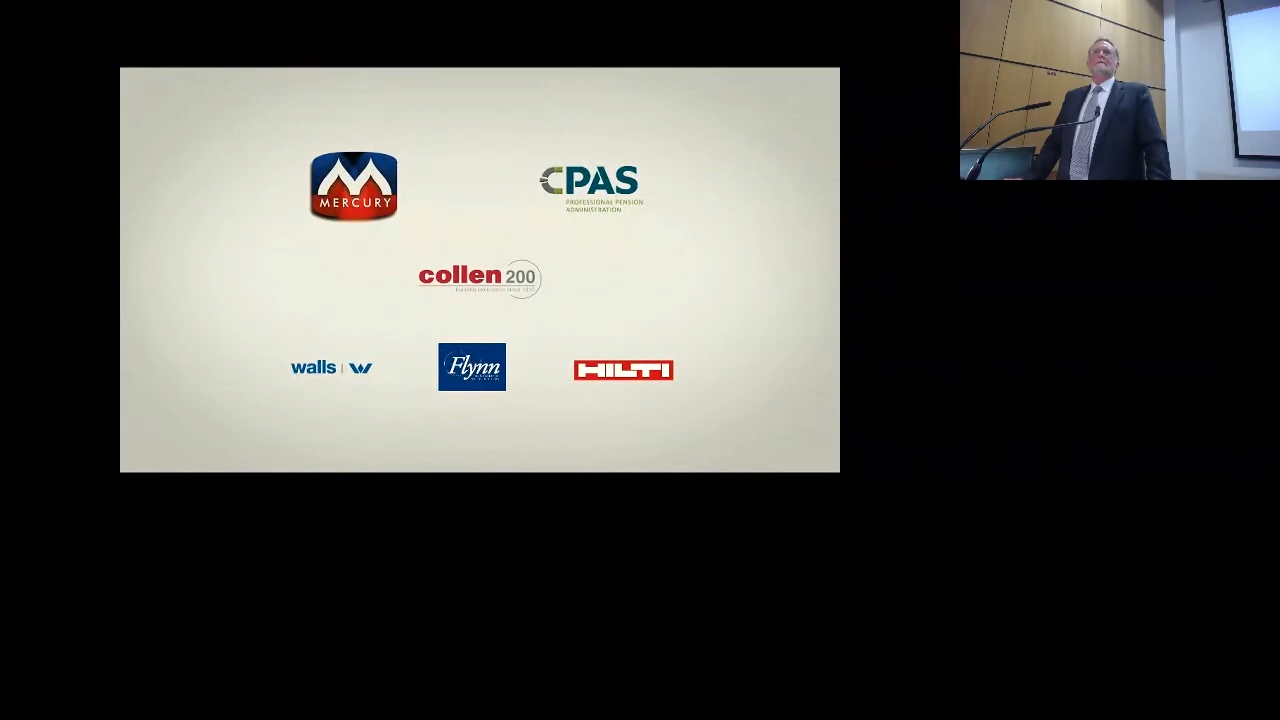 MERCURY
CPAS
PROFESSIONAL PENSION
ADMINISTRATION
collen 200
walls
Flynn
HILTI